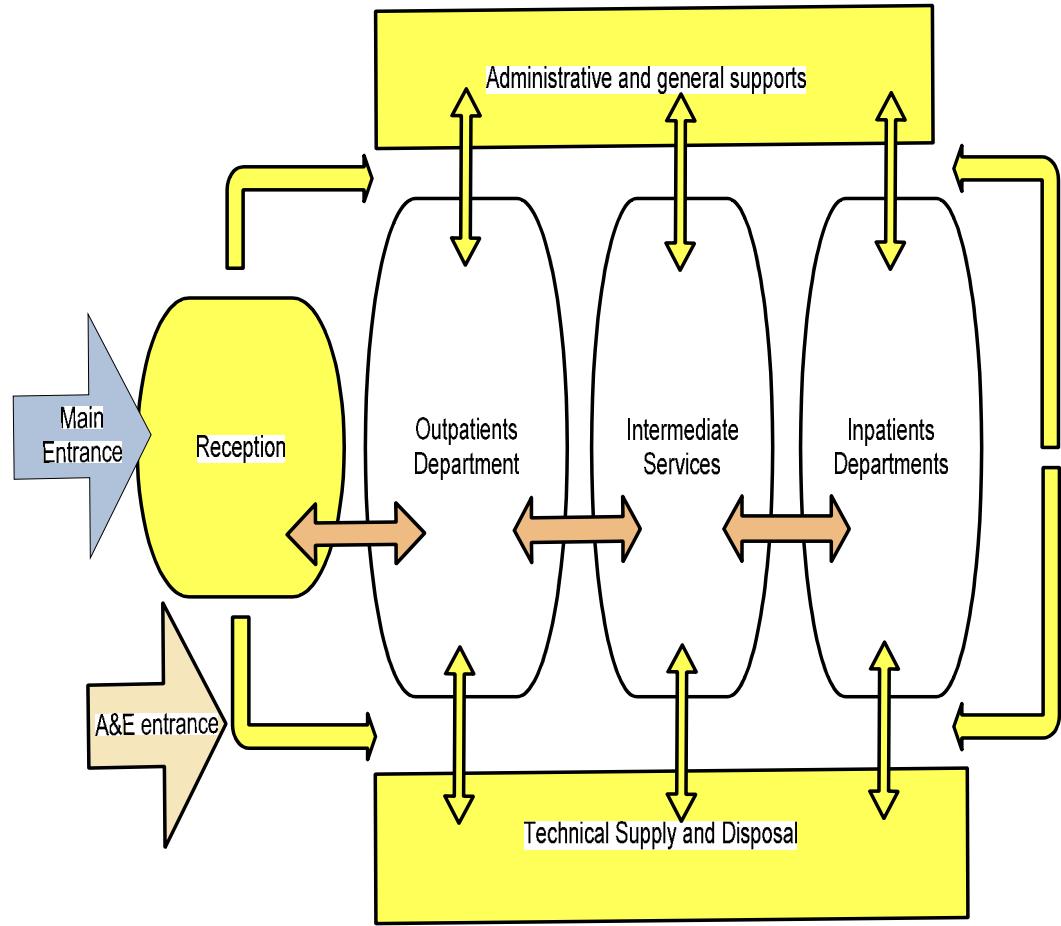 Administrative and general supports
Main
Entrance
Reception
Outpatients
Department
Intermediate
Services
Inpatients
Departments
A&E entrance
Technical Supply and Disposal